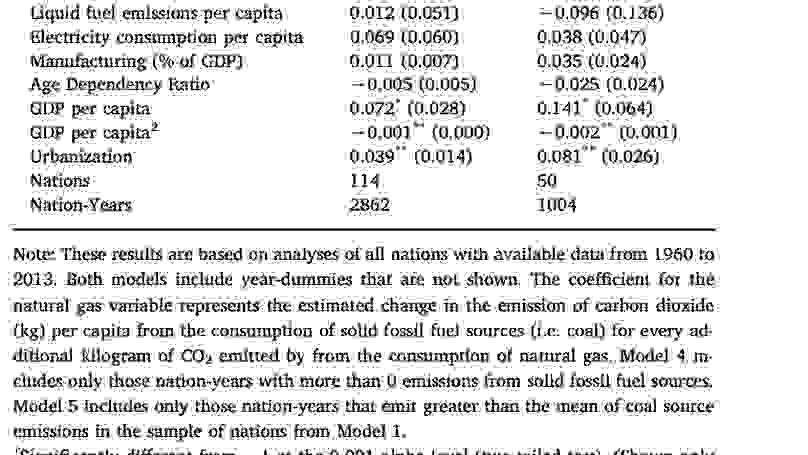 Liquid fuel emissions per capita 0.012 (0.051) −0.096 (0.136)
Electricity consumption per capita 0.069 (0.060) 0.038 (0.047)
Manufacturing (% of GDP) 0.011 (0.007) 0.035 (0.024)
Age Dependency Ratio −0.005 (0.005) −0.025 (0.024)
GDP per capita 0.072* (0.028) 0.141* (0.064)
GDP per capita² −0.001** (0.000) −0.002** (0.001)
Urbanization 0.039** (0.014) 0.081** (0.026)
Nations 114 50
Nation-Years 2862 1004
Note: These results are based on analyses of all nations with available data from 1960 to
2013. Both models include year-dummies that are not shown. The coefficient for the
natural gas variable represents the estimated change in the emission of carbon dioxide
(kg) per capita from the consumption of solid fossil fuel sources (i.e. coal) for every ad-
ditional kilogram of CO₂ emitted by from the consumption of natural gas. Model 4 in-
cludes only those nation-years with more than 0 emissions from solid fossil fuel sources.
Model 5 includes only those nation-years that emit greater than the mean of coal source
emissions in the sample of nations from Model 1.